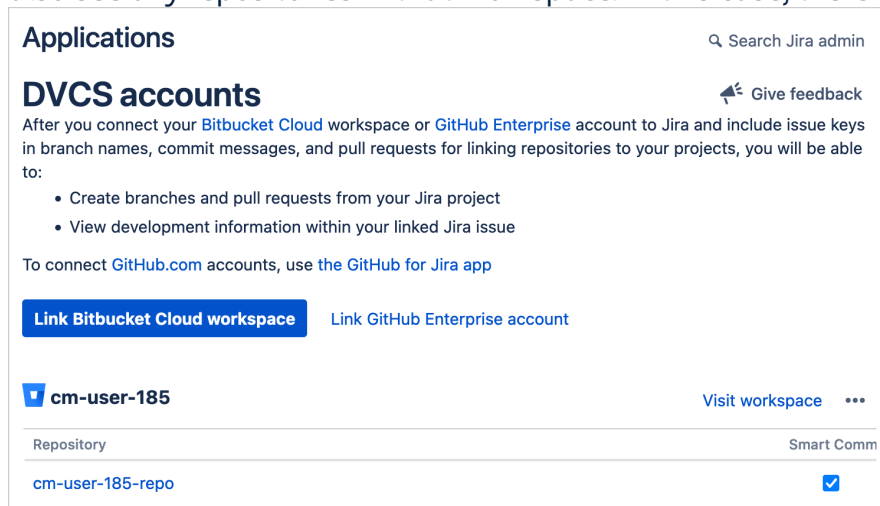 Applications
Search Jira admin
DVCS accounts
Give feedback
After you connect your Bitbucket Cloud workspace or GitHub Enterprise account to Jira and include issue keys
in branch names, commit messages, and pull requests for linking repositories to your projects, you will be able
to:
• Create branches and pull requests from your Jira project
• View development information within your linked Jira issue
To connect GitHub.com accounts, use the GitHub for Jira app
Link Bitbucket Cloud workspace
Link GitHub Enterprise account
cm-user-185
Visit workspace
Repository
Smart Comm
cm-user-185-repo